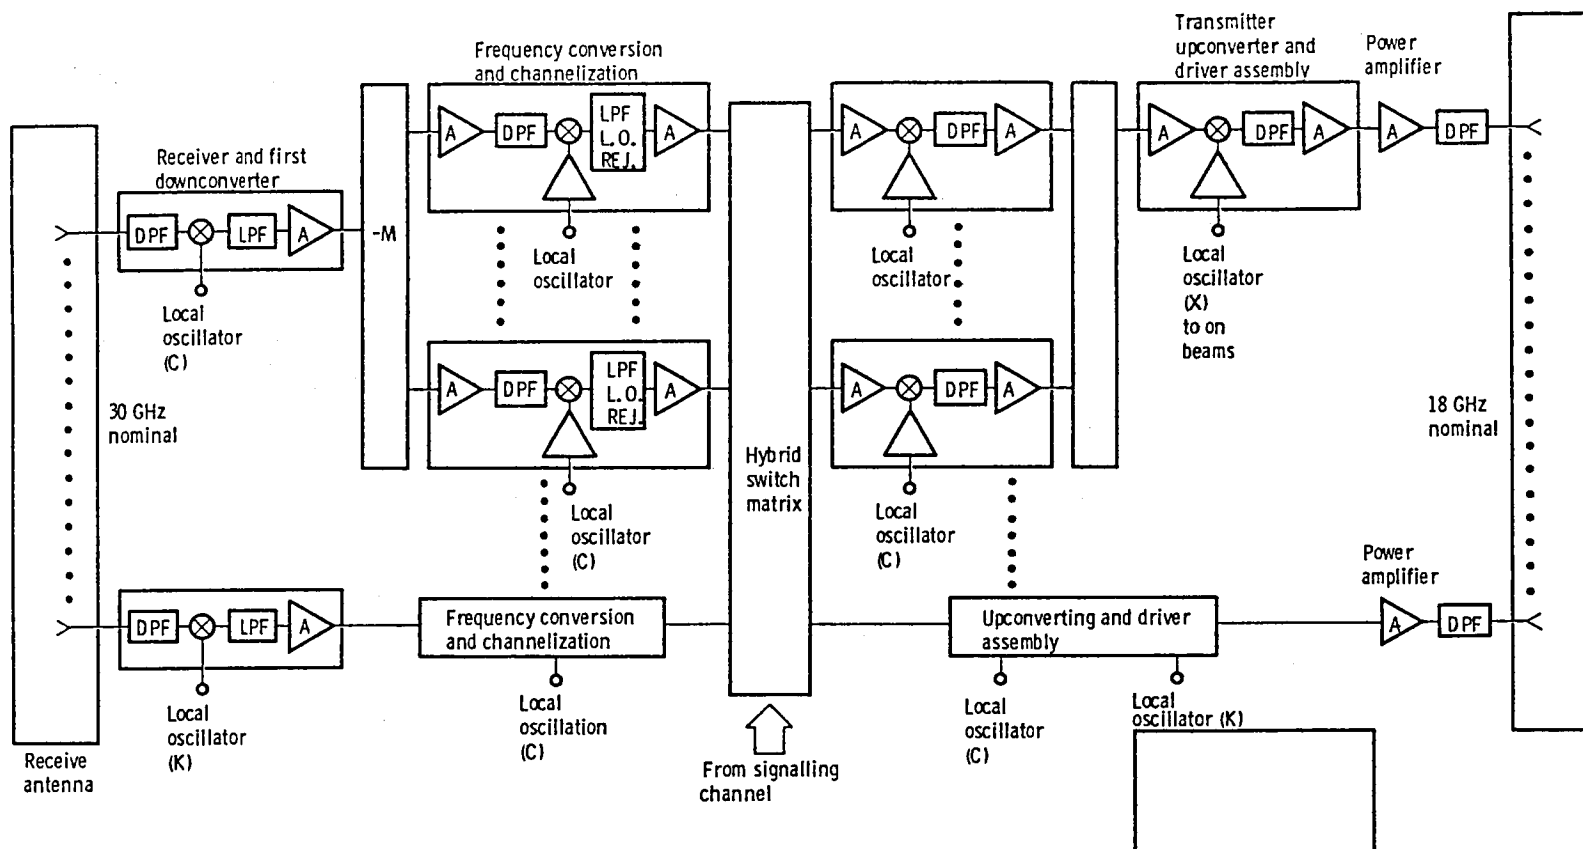 Frequency conversion
and channelization
Transmitter
upconverter and
driver assembly
Power
amplifier
A
DPF
LPF
L.O.
REJ.
A
A
DPF
A
A
DPF
A
A
DPF
Receiver and first
downconverter
DPF
LPF
A
-M
Local
oscillator
(C)
Local
oscillator
Local
oscillator
Local
oscillator
(X)
to on
beams
30 GHz
nominal
A
DPF
LPF
L.O.
REJ.
A
A
DPF
A
18 GHz
nominal
Hybrid
switch
matrix
Local
oscillator
(C)
Local
oscillator
(C)
Power
amplifier
DPF
LPF
A
Frequency conversion
and channelization
Upconverting and driver
assembly
A
DPF
Local
oscillator
(K)
Local
oscillation
(C)
Local
oscillator
(C)
Local
oscillator (K)
Receive
antenna
From signalling
channel